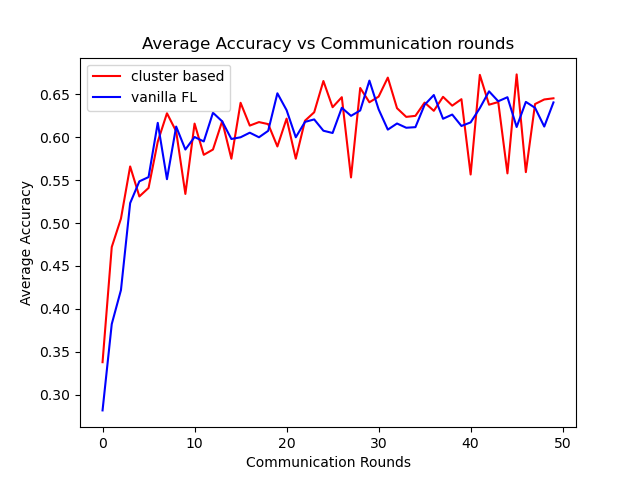 Average Accuracy vs Communication rounds
cluster based
vanilla FL
0.65
0.60
0.55
0.50
0.45
0.40
0.35
0.30
Average Accuracy
0 10 20 30 40 50
Communication Rounds